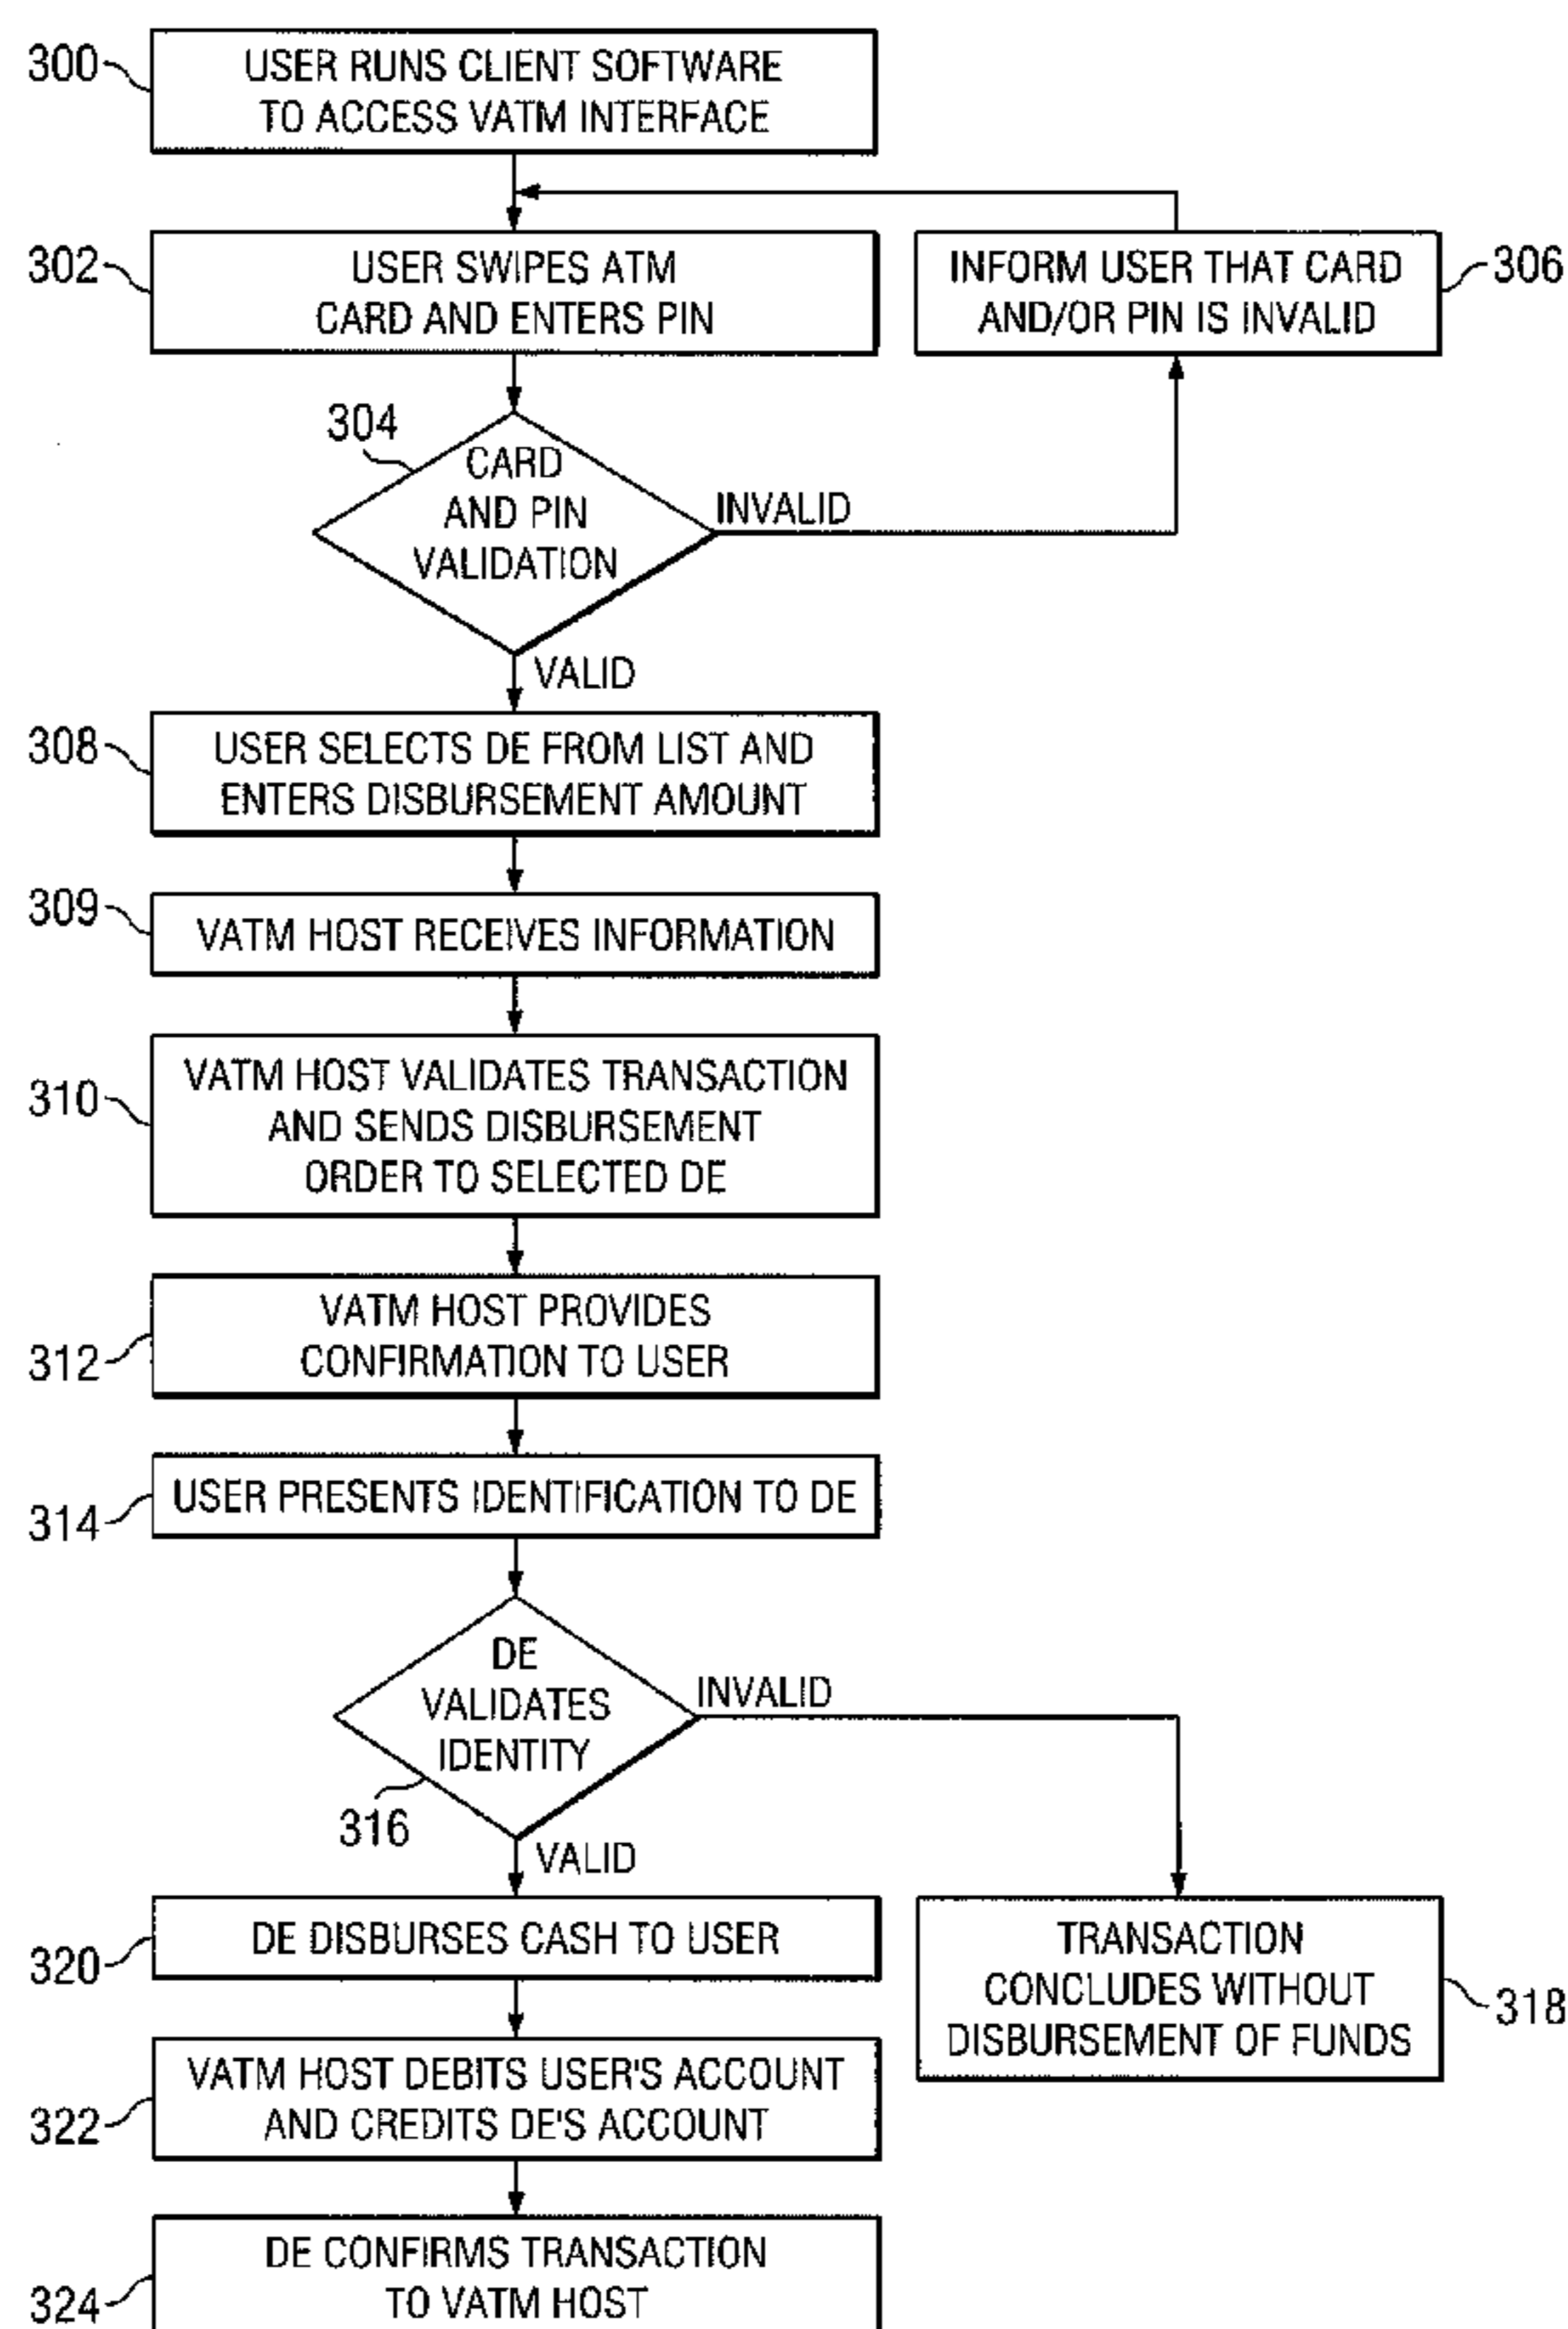 300
USER RUNS CLIENT SOFTWARE
TO ACCESS VATM INTERFACE
302
USER SWIPES ATM
CARD AND ENTERS PIN
INFORM USER THAT CARD
AND/OR PIN IS INVALID
306
304
CARD
AND PIN
VALIDATION
INVALID
VALID
308
USER SELECTS DE FROM LIST AND
ENTERS DISBURSEMENT AMOUNT
309
VATM HOST RECEIVES INFORMATION
310
VATM HOST VALIDATES TRANSACTION
AND SENDS DISBURSEMENT
ORDER TO SELECTED DE
312
VATM HOST PROVIDES
CONFIRMATION TO USER
314
USER PRESENTS IDENTIFICATION TO DE
DE
VALIDATES
IDENTITY
316
INVALID
VALID
320
DE DISBURSES CASH TO USER
TRANSACTION
CONCLUDES WITHOUT
DISBURSEMENT OF FUNDS
318
322
VATM HOST DEBITS USER'S ACCOUNT
AND CREDITS DE'S ACCOUNT
324
DE CONFIRMS TRANSACTION
TO VATM HOST